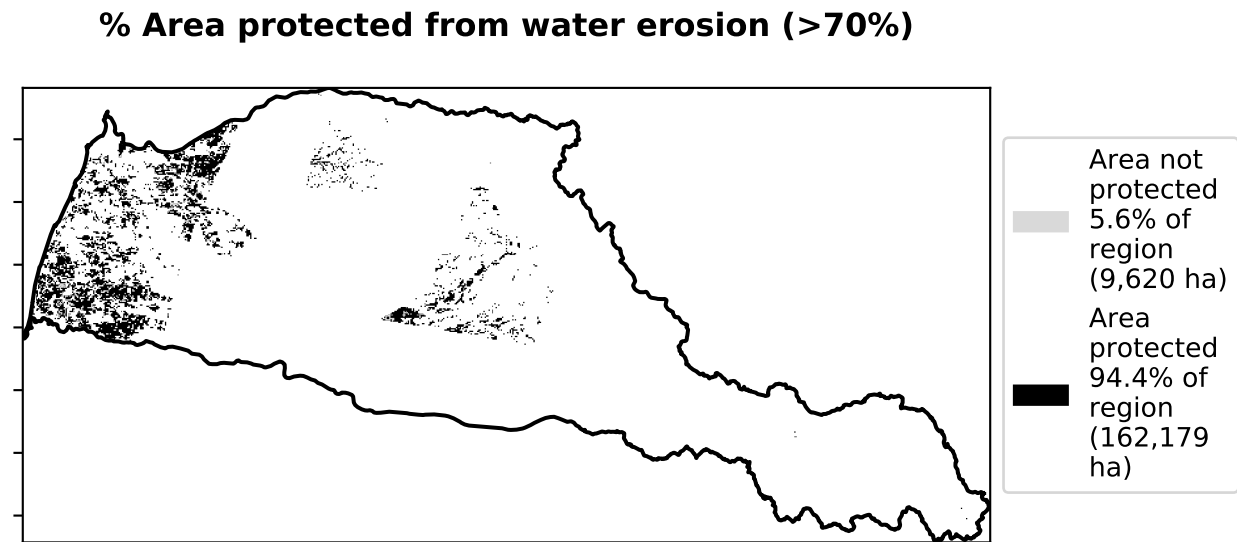 % Area protected from water erosion (>70%)
Area not
protected
5.6% of
region
(9,620 ha)
Area
protected
94.4% of
region
(162,179
ha)